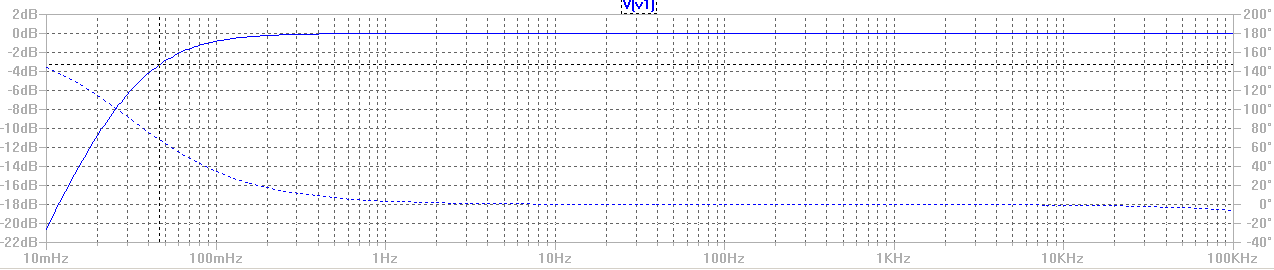 V[v1]
2dB
0dB
-2dB
-4dB
-6dB
-8dB
-10dB
-12dB
-14dB
-16dB
-18dB
-20dB
-22dB
200°
180°
160°
140°
120°
100°
80°
60°
40°
20°
0°
-20°
-40°
10mHz 100mHz 1Hz 10Hz 100Hz 1KHz 10KHz 100KHz